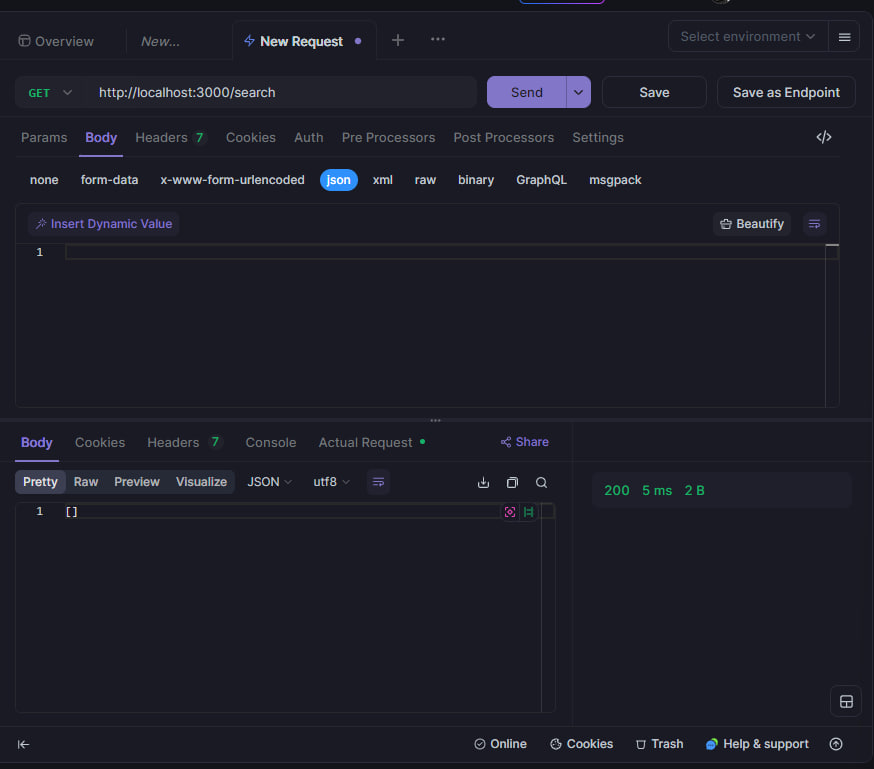 Overview New... New Request Select environment
GET http://localhost:3000/search Send Save Save as Endpoint
Params Body Headers 7 Cookies Auth Pre Processors Post Processors Settings </>
none form-data x-www-form-urlencoded json xml raw binary GraphQL msgpack
Insert Dynamic Value Beautify
1
Body Cookies Headers 7 Console Actual Request Share
Pretty Raw Preview Visualize JSON utf8
200 5 ms 2 B
1 []
Online Cookies Trash Help & support